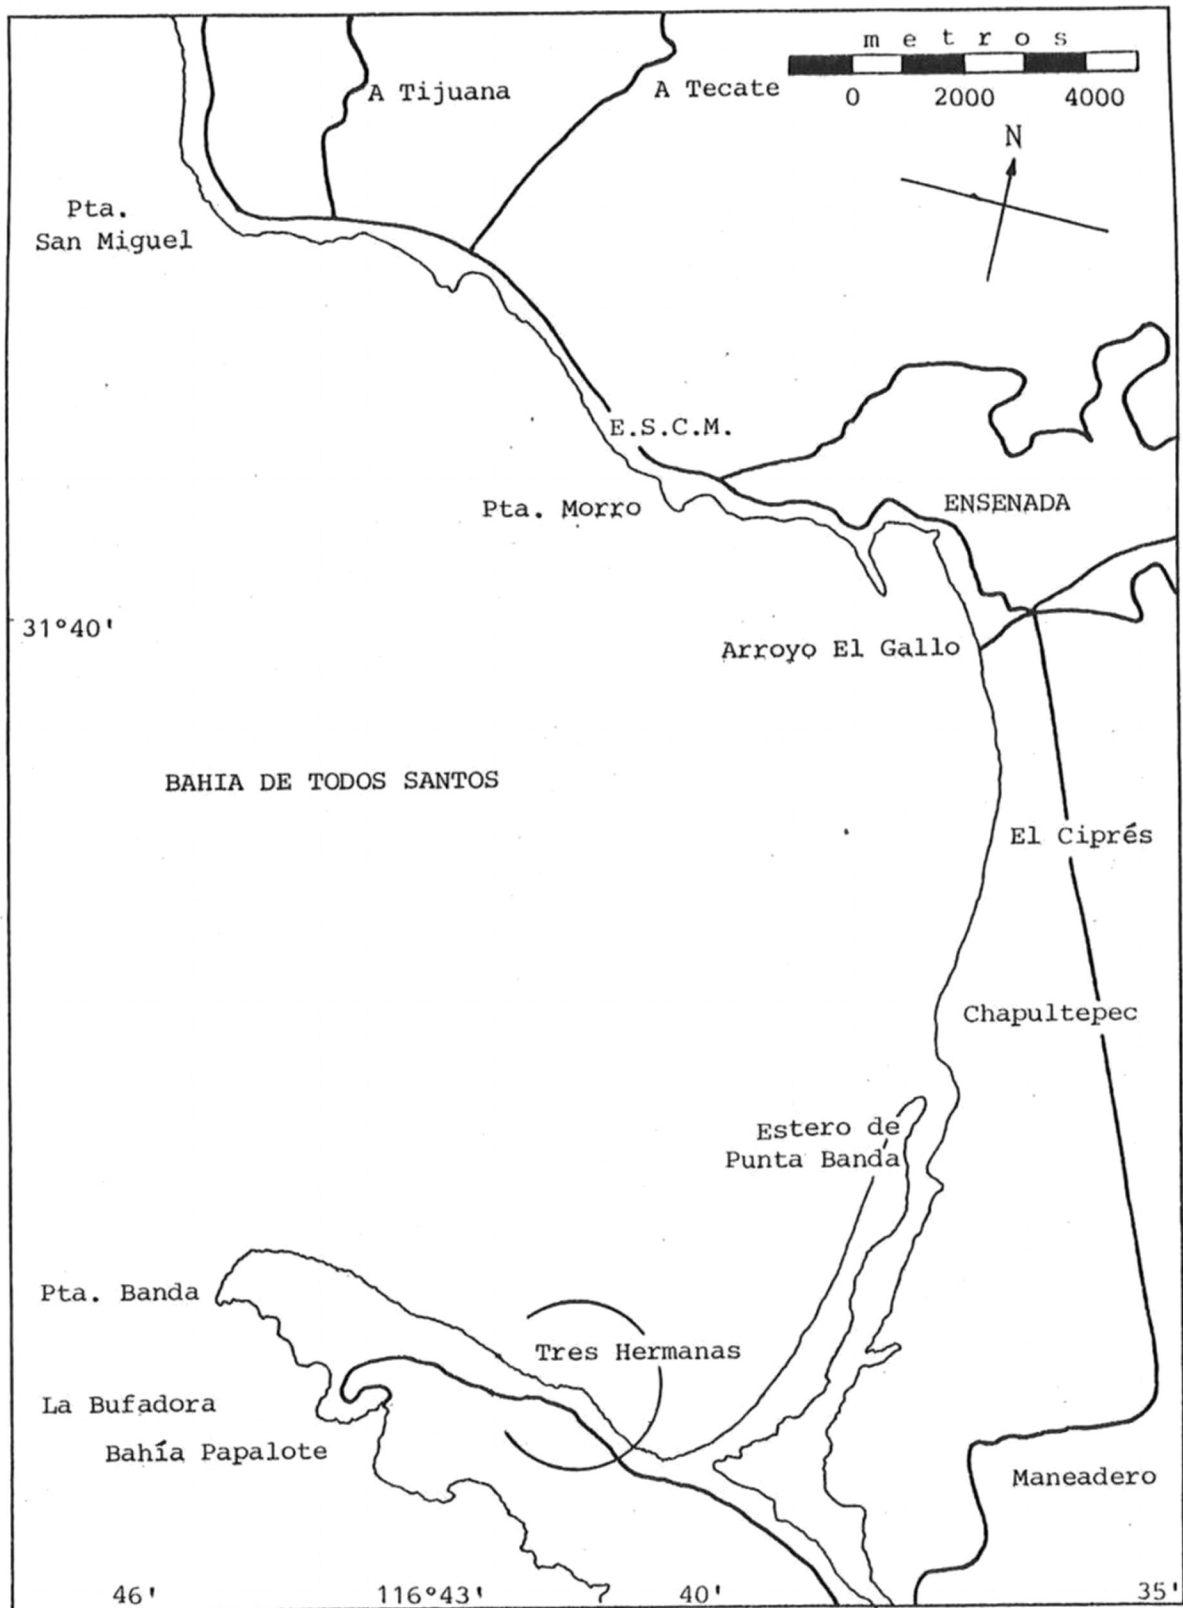 m e t r o s
0 2000 4000
A Tijuana
A Tecate
N
Pta.
San Miguel
E.S.C.M.
Pta. Morro
ENSENADA
31°40'
Arroyo El Gallo
BAHIA DE TODOS SANTOS
El Ciprés
Chapultepec
Estero de
Punta Banda
Pta. Banda
Tres Hermanas
La Bufadora
Bahía Papalote
Maneadero
46' 116°43' 40' 35'